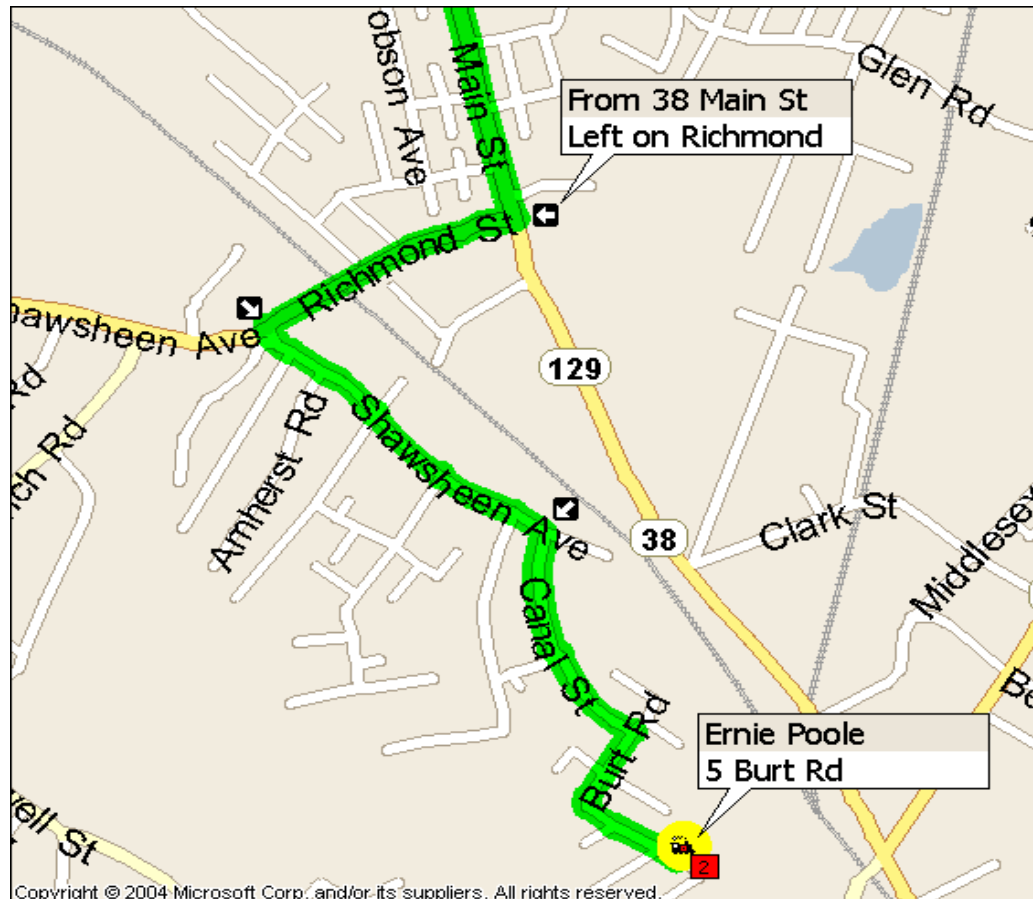 obson Ave
Main St
Glen Rd
From 38 Main St
Left on Richmond
Richmond St
hawsheen Ave
129
Rd
ch Rd
Amherst Rd
Shawsheen Ave
38
Clark St
Middlesex
Canal St
Be
Burt Rd
Ernie Poole
5 Burt Rd
ell St
2
Copyright © 2004 Microsoft Corp. and/or its suppliers. All rights reserved.